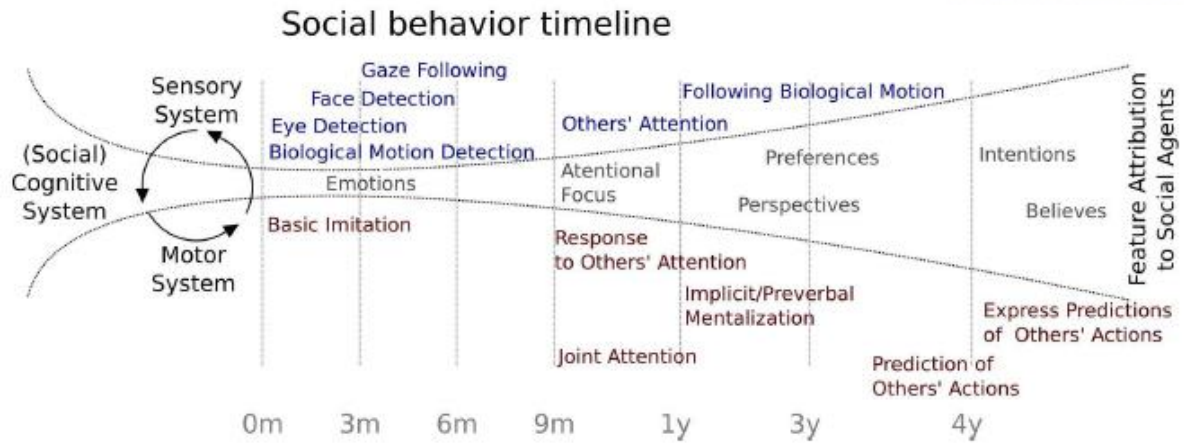 Social behavior timeline
Sensory
System
(Social)
Cognitive
System
Motor
System
Gaze Following
Face Detection
Eye Detection
Biological Motion Detection
Emotions
Basic Imitation
Following Biological Motion
Others' Attention
Atentional
Focus
Preferences
Perspectives
Intentions
Believes
Response
to Others' Attention
Implicit/Preverbal
Mentalization
Joint Attention
Express Predictions
of Others' Actions
Prediction of
Others' Actions
Feature Attribution
to Social Agents
0m 3m 6m 9m 1y 3y 4y